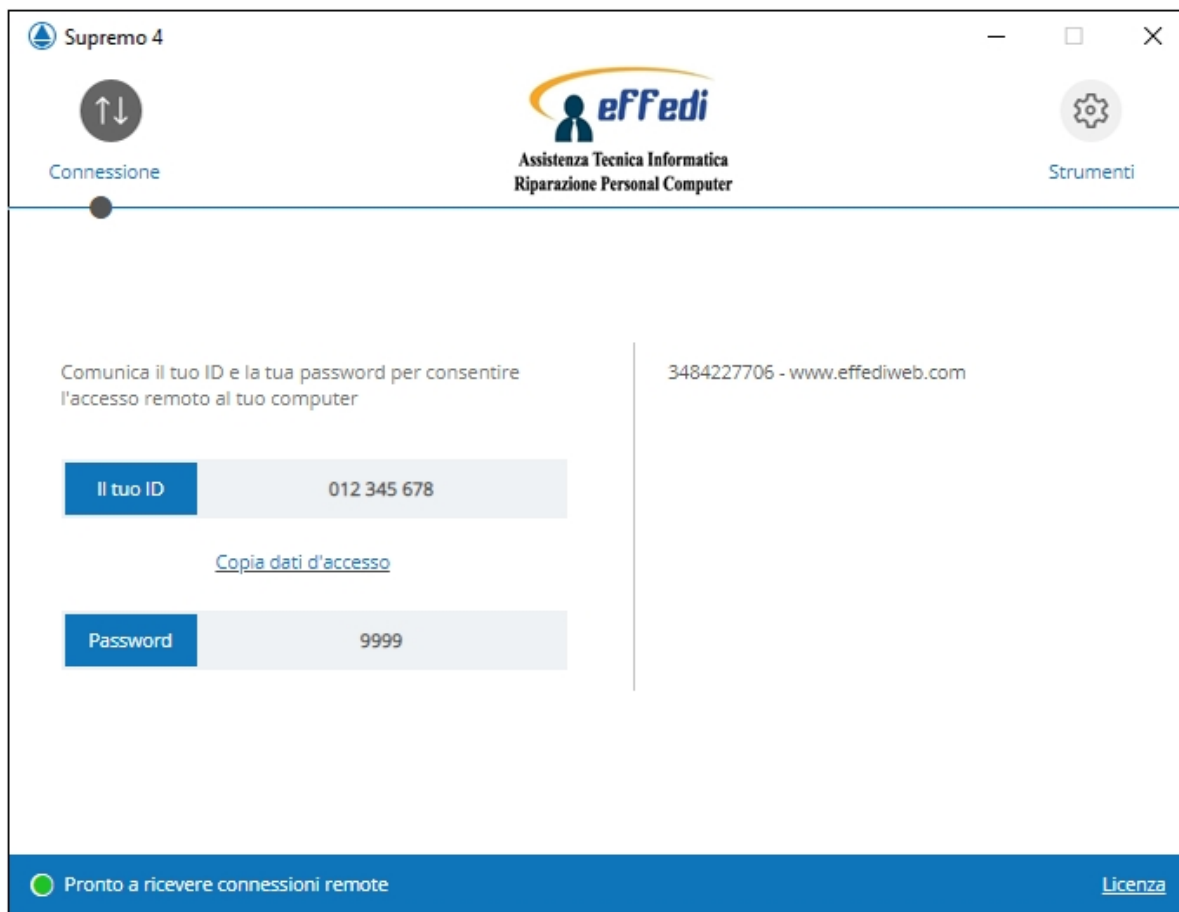 Supremo 4
effedi
Assistenza Tecnica Informatica
Riparazione Personal Computer
Connessione
Strumenti
Comunica il tuo ID e la tua password per consentire
l'accesso remoto al tuo computer
Il tuo ID
012 345 678
Copia dati d'accesso
Password
9999
3484227706 - www.effediweb.com
Pronto a ricevere connessioni remote
Licenza